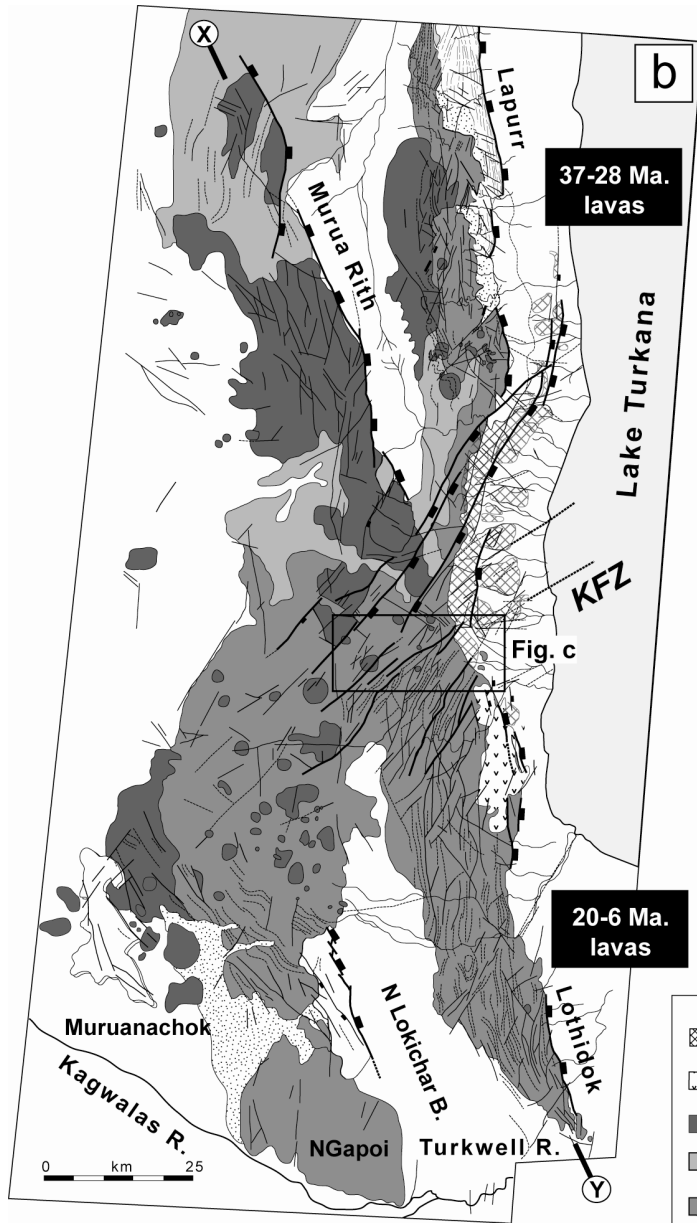 X
b
Lapurr
37-28 Ma.
lavas
Murua Rith
Lake Turkana
KFZ
Fig. c
20-6 Ma.
lavas
Lothidok
N Lokichar B.
Muruanachok
Kagwalas R.
NGapoi
Turkwell R.
0 km 25
Y